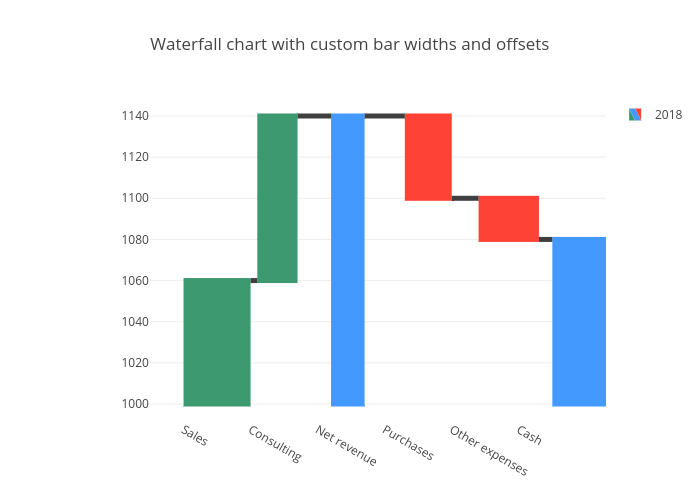 Waterfall chart with custom bar widths and offsets
1140
1120
1100
1080
1060
1040
1020
1000
Sales
Consulting
Net revenue
Purchases
Other expenses
Cash
2018